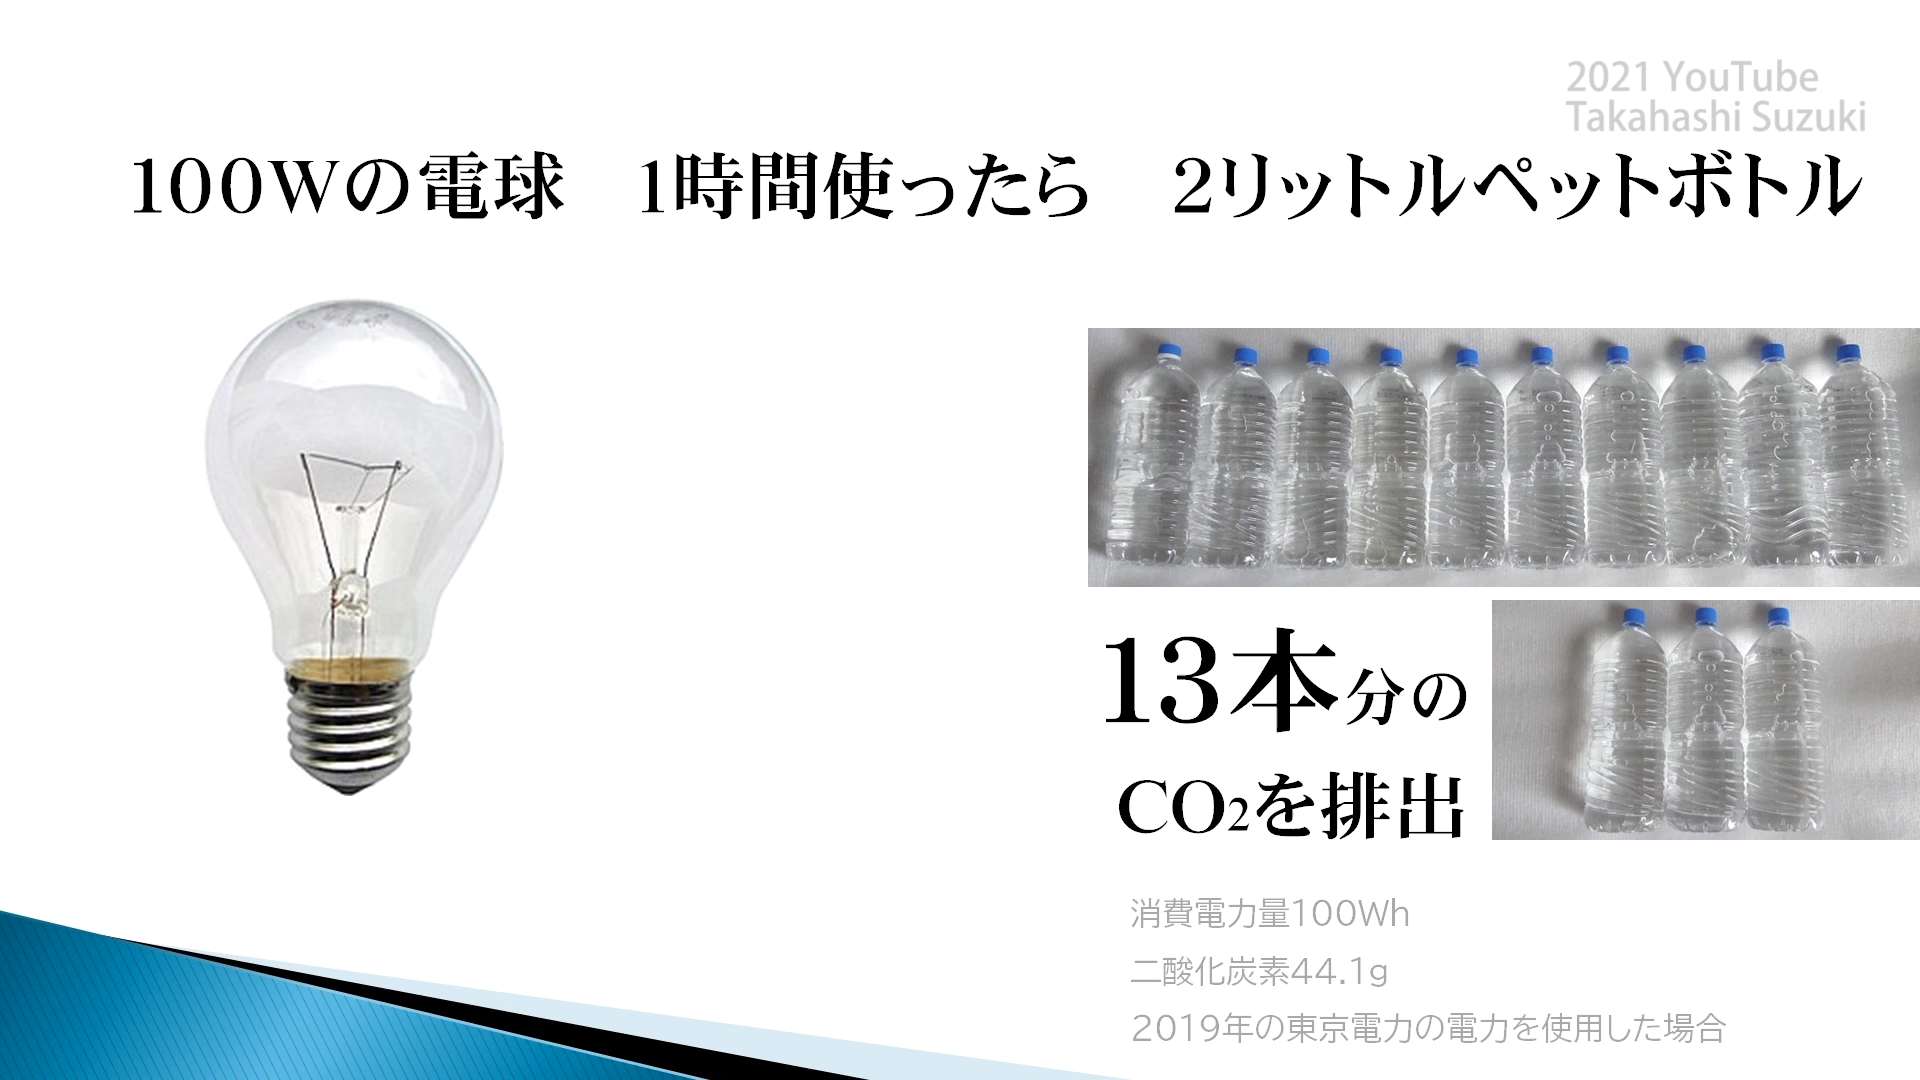 2021 YouTube
Takahashi Suzuki
100Wの電球　1時間使ったら　2リットルペットボトル
13本分の
CO₂を排出
消費電力量100Wh
二酸化炭素44.1g
2019年の東京電力の電力を使用した場合